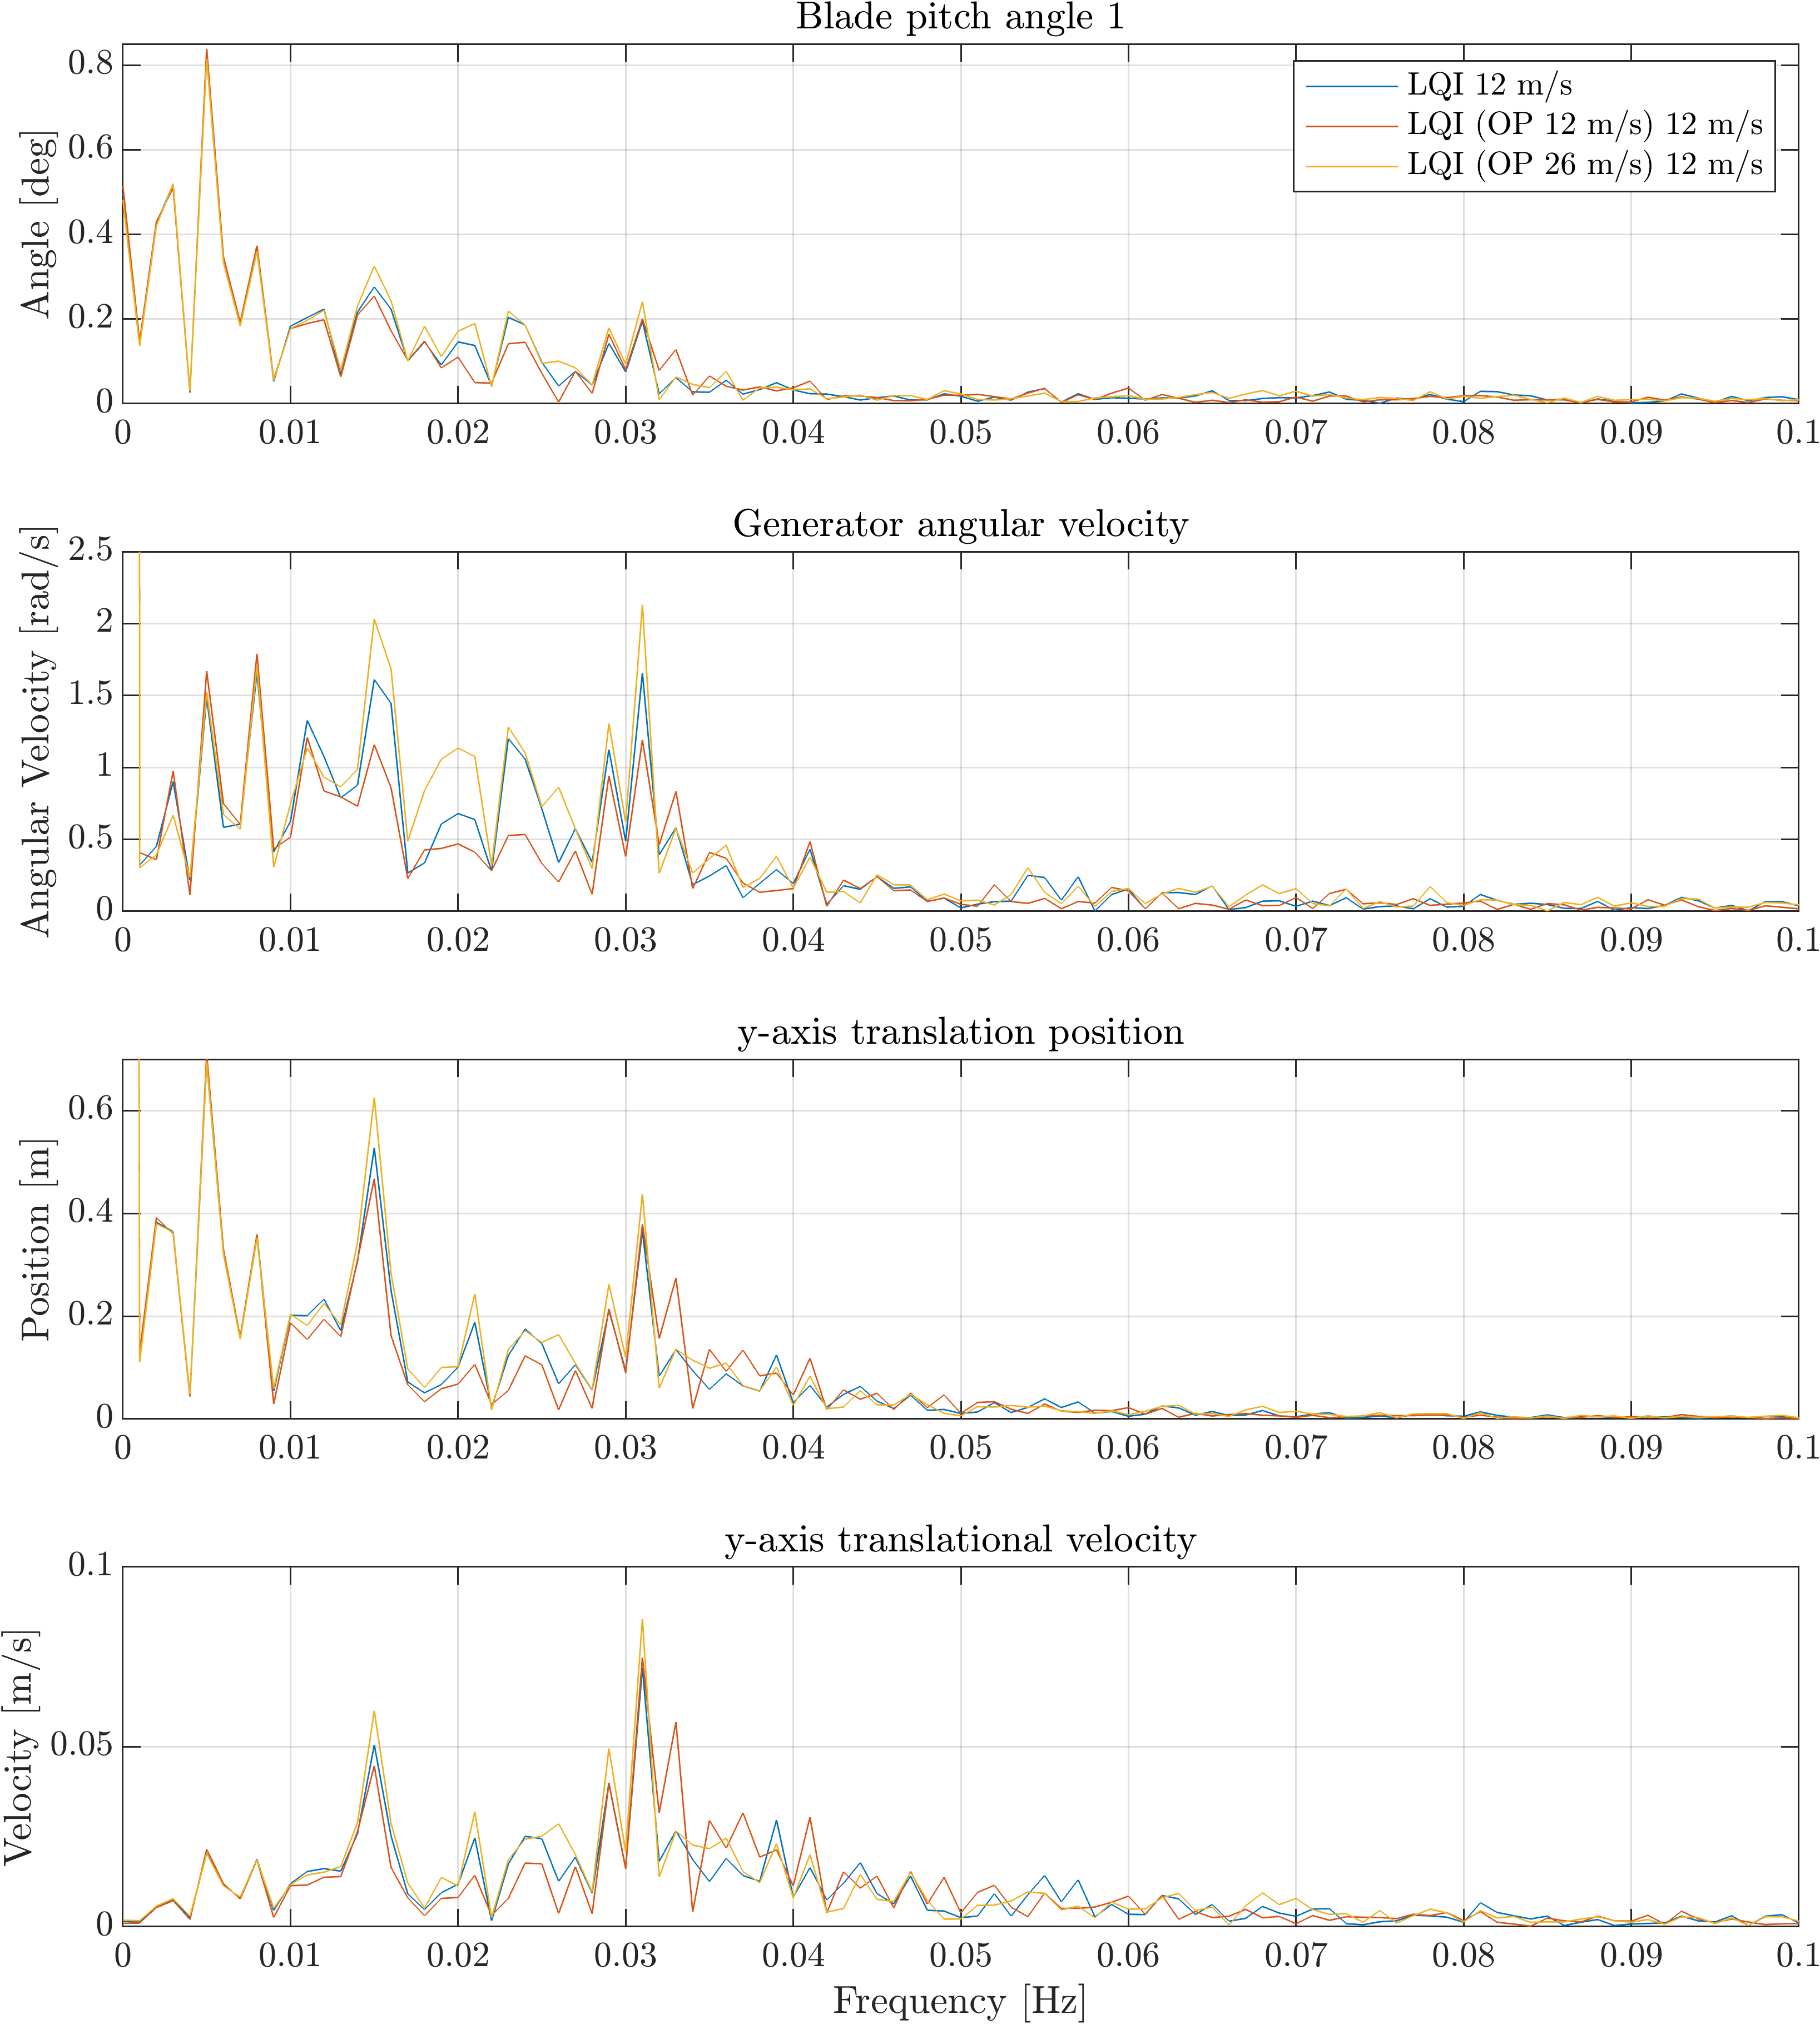 Blade pitch angle 1
Angle [deg]
0.8
0.6
0.4
0.2
0
LQI 12 m/s
LQI (OP 12 m/s) 12 m/s
LQI (OP 26 m/s) 12 m/s
0 0.01 0.02 0.03 0.04 0.05 0.06 0.07 0.08 0.09 0.1
Generator angular velocity
Angular Velocity [rad/s]
2.5
2
1.5
1
0.5
0
0 0.01 0.02 0.03 0.04 0.05 0.06 0.07 0.08 0.09 0.1
y-axis translation position
Position [m]
0.6
0.4
0.2
0
0 0.01 0.02 0.03 0.04 0.05 0.06 0.07 0.08 0.09 0.1
y-axis translational velocity
Velocity [m/s]
0.1
0.05
0
0 0.01 0.02 0.03 0.04 0.05 0.06 0.07 0.08 0.09 0.1
Frequency [Hz]